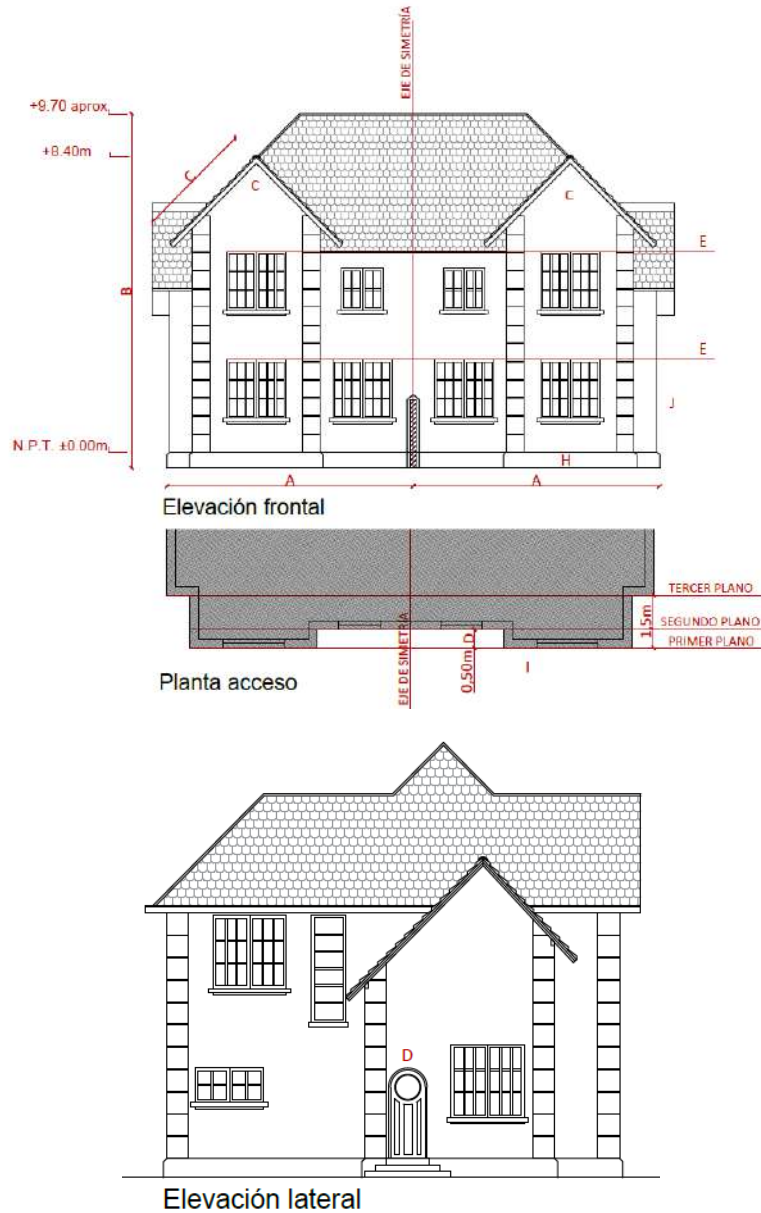 EJE DE SIMETRÍA
+9.70 aprox.
+8.40m
C
C
C
E
B
E
J
N.P.T. ±0.00m
H
A
A
Elevación frontal
TERCER PLANO
1,5m
SEGUNDO PLANO
D
PRIMER PLANO
EJE DE SIMETRÍA
0,50m
I
Planta acceso
D
Elevación lateral